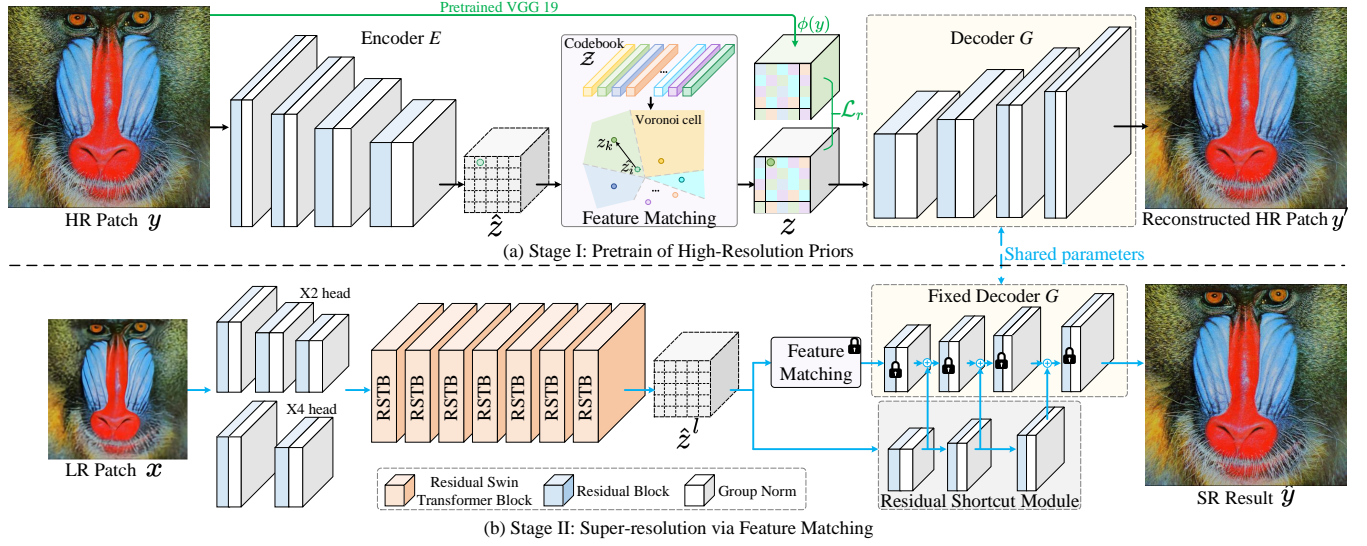 Pretrained VGG 19
ϕ(y)
Encoder E
Codebook
Z
...
Voronoi cell
z_k
ẑ_i
...
Feature Matching
ẑ
z
ℒ_r
Decoder G
HR Patch y
Reconstructed HR Patch y′
(a) Stage I: Pretrain of High-Resolution Priors
Shared parameters
X2 head
X4 head
LR Patch x
RSTB
RSTB
RSTB
RSTB
RSTB
RSTB
RSTB
ẑ^l
Feature
Matching
Fixed Decoder G
Residual Shortcut Module
SR Result ŷ
Residual Swin
Transformer Block
Residual Block
Group Norm
(b) Stage II: Super-resolution via Feature Matching